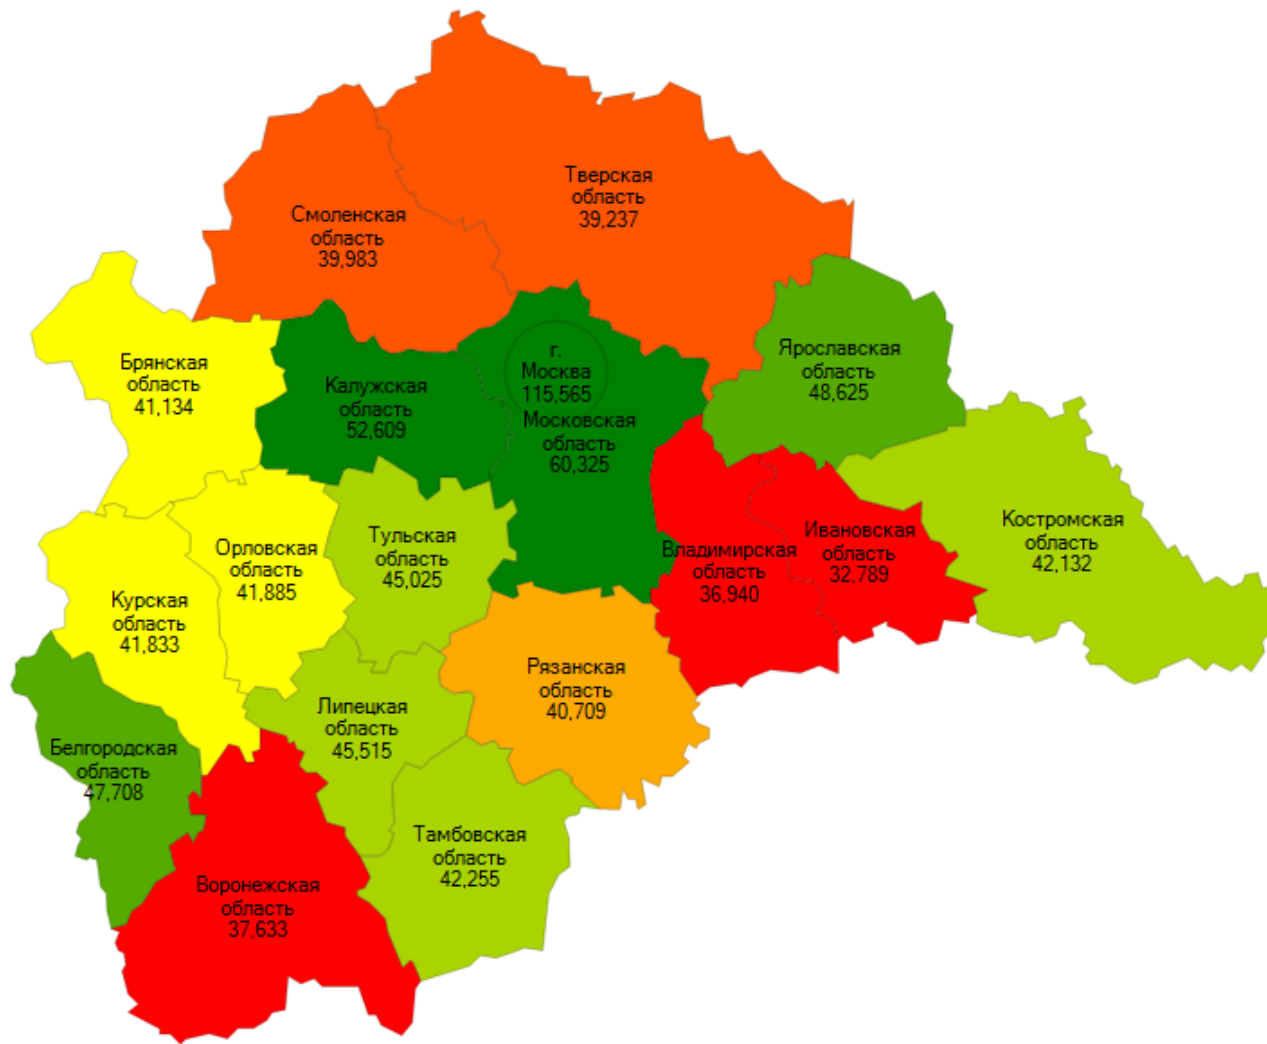 Тверская
область
39,237
Смоленская
область
39,983
Брянская
область
41,134
Калужская
область
52,609
г.
Москва
115,565
Московская
область
60,325
Ярославская
область
48,625
Костромская
область
42,132
Ивановская
область
32,789
Владимирская
область
36,940
Тульская
область
45,025
Орловская
область
41,885
Курская
область
41,833
Рязанская
область
40,709
Липецкая
область
45,515
Белгородская
область
47,708
Тамбовская
область
42,255
Воронежская
область
37,633